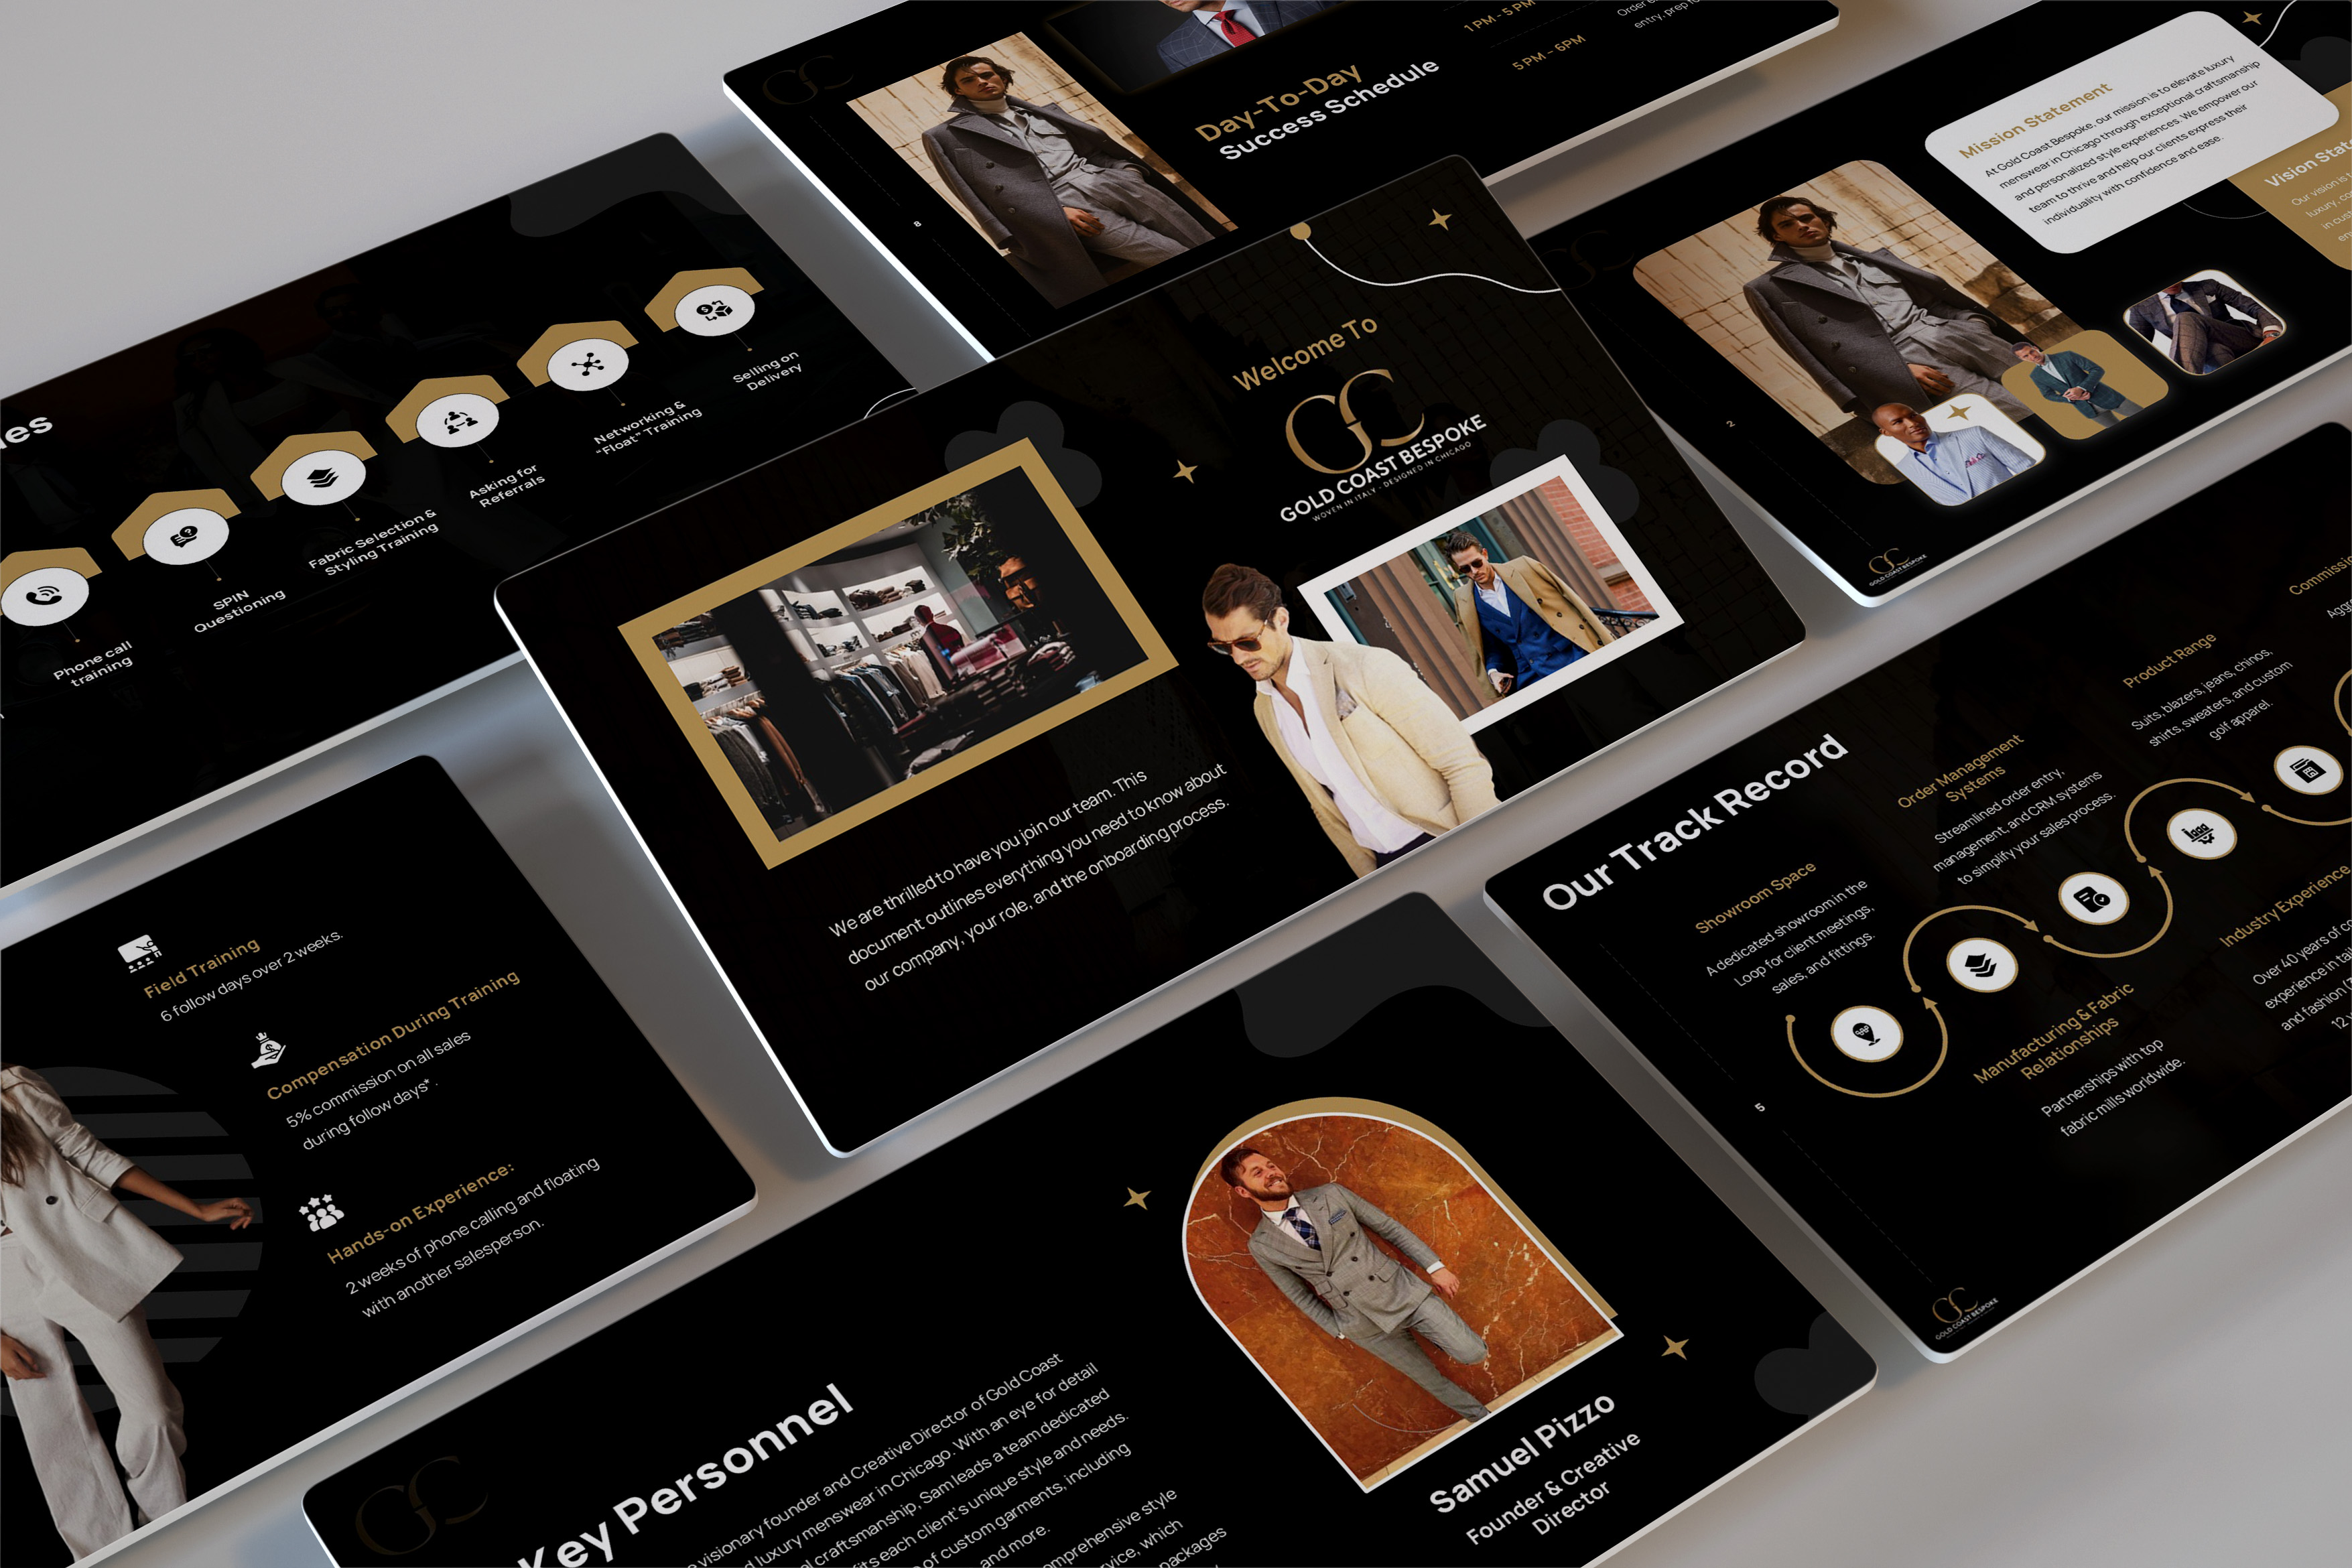 Day-To-Day
Success Schedule
1 PM - 5 PM
5 PM - 6PM
Order
entry, prep
8
Mission Statement
At Gold Coast Bespoke, our mission is to elevate luxury
menswear in Chicago through exceptional craftsmanship
and personalized style experiences. We empower our
team to thrive and help our clients express their
individuality with confidence and ease.
Vision
Our vision is
luxury,
2
GOLD COAST BESPOKE
Selling on
Delivery
Networking &
"Float" Training
Asking for
Referrals
Fabric Selection &
Styling Training
SPIN
Questioning
Phone call
training
Welcome To
GC
GOLD COAST BESPOKE
WOVEN IN ITALY - DESIGNED IN CHICAGO
We are thrilled to have you join our team. This
document outlines everything you need to know about
our company, your role, and the onboarding process.
Our Track Record
Showroom Space
A dedicated showroom in the
Loop for client meetings,
sales, and fittings.
Order Management
Systems
Streamlined order entry,
management, and CRM systems
to simplify your sales process.
Product Range
Suits, blazers, jeans, chinos,
shirts, sweaters, and custom
golf apparel.
Manufacturing & Fabric
Relationships
Partnerships with top
fabric mills worldwide.
Industry Experience
Over 40 years of
experience in
and fashion
12
5
GOLD COAST BESPOKE
Field Training
6 follow days over 2 weeks.
Compensation During Training
5% commission on all sales
during follow days*.
Hands-on Experience:
2 weeks of phone calling and floating
with another salesperson.
GC
Key Personnel
visionary founder and Creative Director of Gold Coast
luxury menswear in Chicago. With an eye for detail
craftsmanship, Sam leads a team dedicated
each client's unique style and needs.
of custom garments, including
and more.
style
which
packages
Samuel Pizzo
Founder & Creative
Director